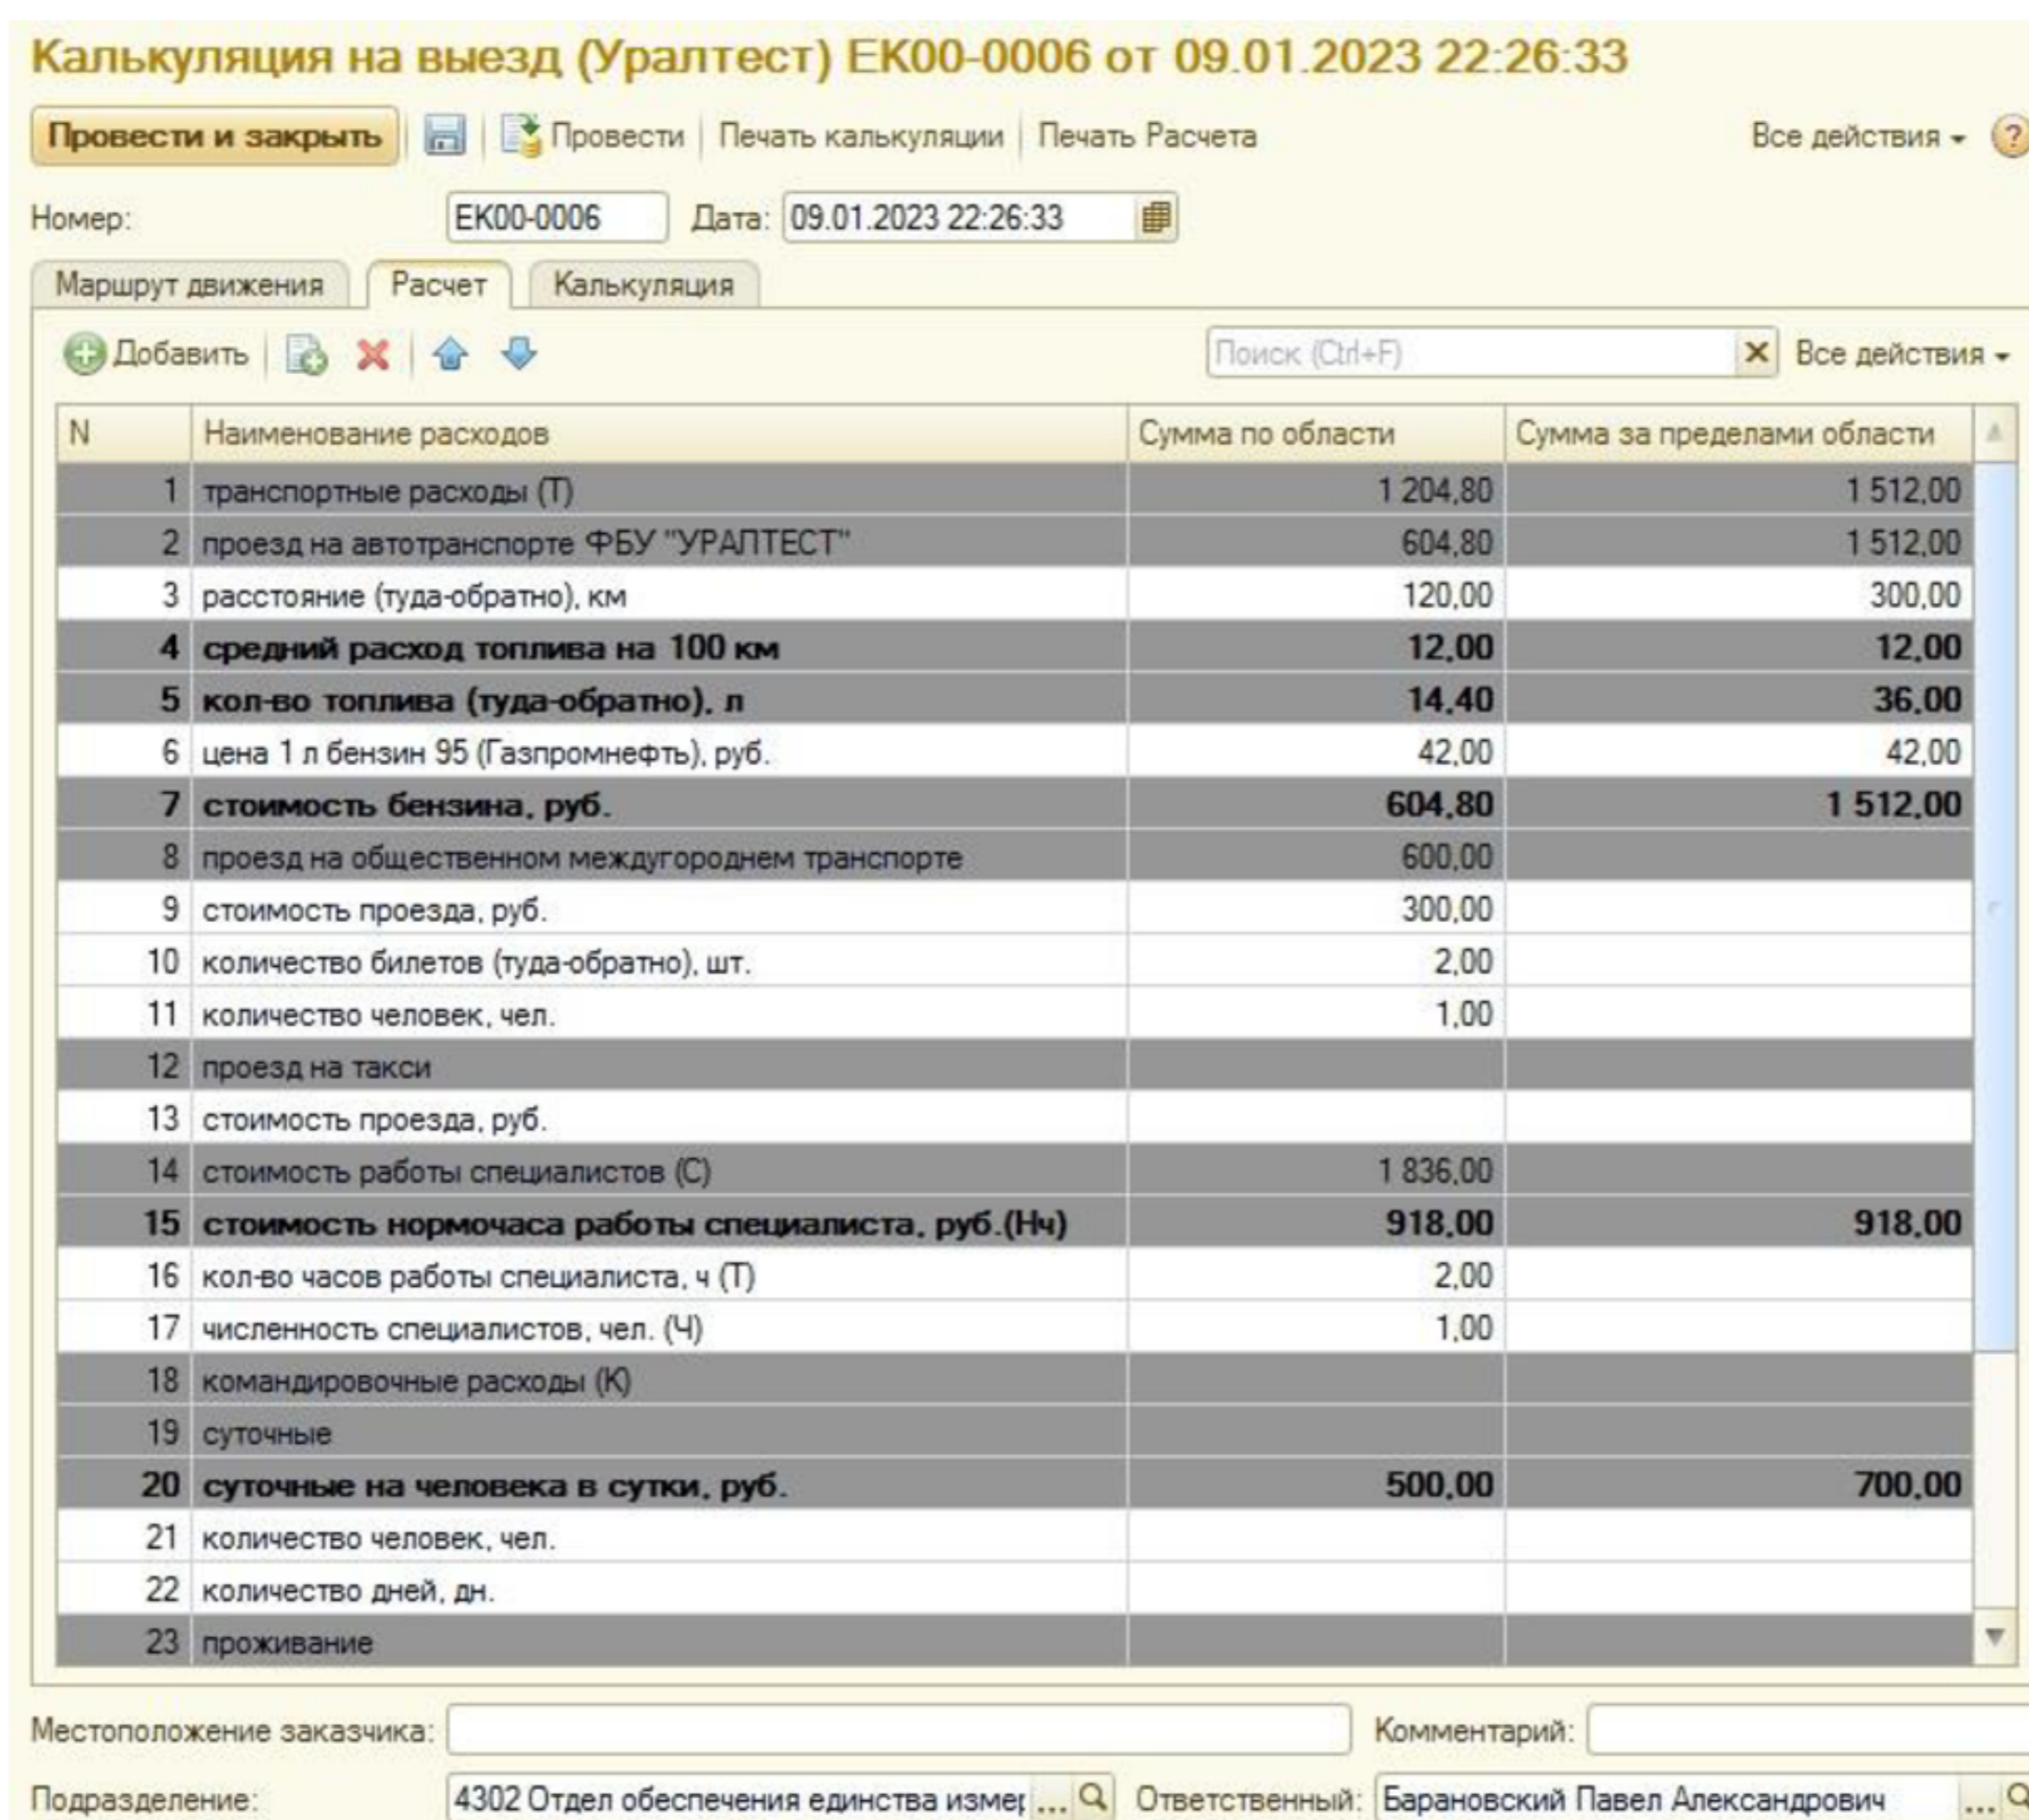 Калькуляция на выезд (Уралтест) ЕК00-0006 от 09.01.2023 22:26:33
Провести и закрыть Провести Печать калькуляции Печать Расчета Все действия ?
Номер: ЕК00-0006 Дата: 09.01.2023 22:26:33
Маршрут движения Расчет Калькуляция
Добавить Поиск (Ctrl+F) Все действия
N Наименование расходов Сумма по области Сумма за пределами области
1 транспортные расходы (Т) 1 204,80 1 512,00
2 проезд на автотранспорте ФБУ "УРАЛТЕСТ" 604,80 1 512,00
3 расстояние (туда-обратно), км 120,00 300,00
4 средний расход топлива на 100 км 12,00 12,00
5 кол-во топлива (туда-обратно), л 14,40 36,00
6 цена 1 л бензин 95 (Газпромнефть), руб. 42,00 42,00
7 стоимость бензина, руб. 604,80 1 512,00
8 проезд на общественном междугороднем транспорте 600,00
9 стоимость проезда, руб. 300,00
10 количество билетов (туда-обратно), шт. 2,00
11 количество человек, чел. 1,00
12 проезд на такси
13 стоимость проезда, руб.
14 стоимость работы специалистов (С) 1 836,00
15 стоимость нормочаса работы специалиста, руб.(Нч) 918,00 918,00
16 кол-во часов работы специалиста, ч (Т) 2,00
17 численность специалистов, чел. (Ч) 1,00
18 командировочные расходы (К)
19 суточные
20 суточные на человека в сутки, руб. 500,00 700,00
21 количество человек, чел.
22 количество дней, дн.
23 проживание
Местоположение заказчика: Комментарий:
Подразделение: 4302 Отдел обеспечения единства измер ... Ответственный: Барановский Павел Александрович ...